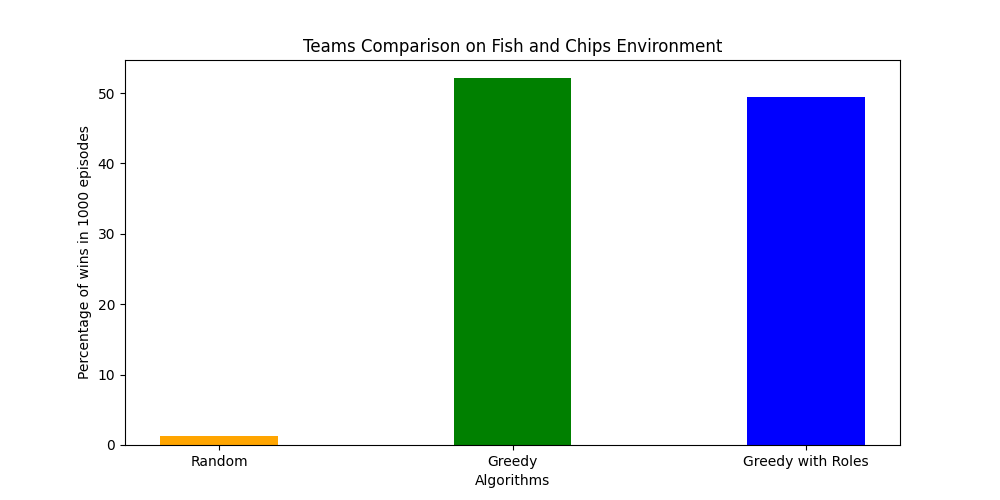 Teams Comparison on Fish and Chips Environment
Percentage of wins in 1000 episodes
50
40
30
20
10
0
Random
Greedy
Greedy with Roles
Algorithms